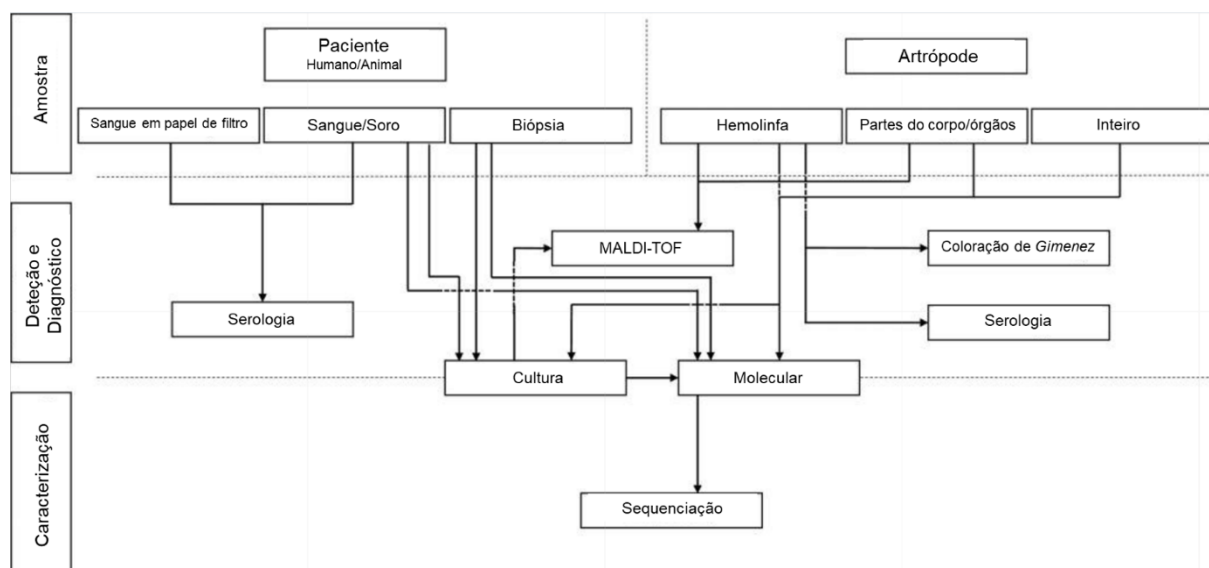 Amostra
Paciente
Humano/Animal
Artrópode
Sangue em papel de filtro
Sangue/Soro
Biópsia
Hemolinfa
Partes do corpo/órgãos
Inteiro
Deteção e
Diagnóstico
MALDI-TOF
Coloração de Gimenez
Serologia
Serologia
Cultura
Molecular
Caracterização
Sequenciação